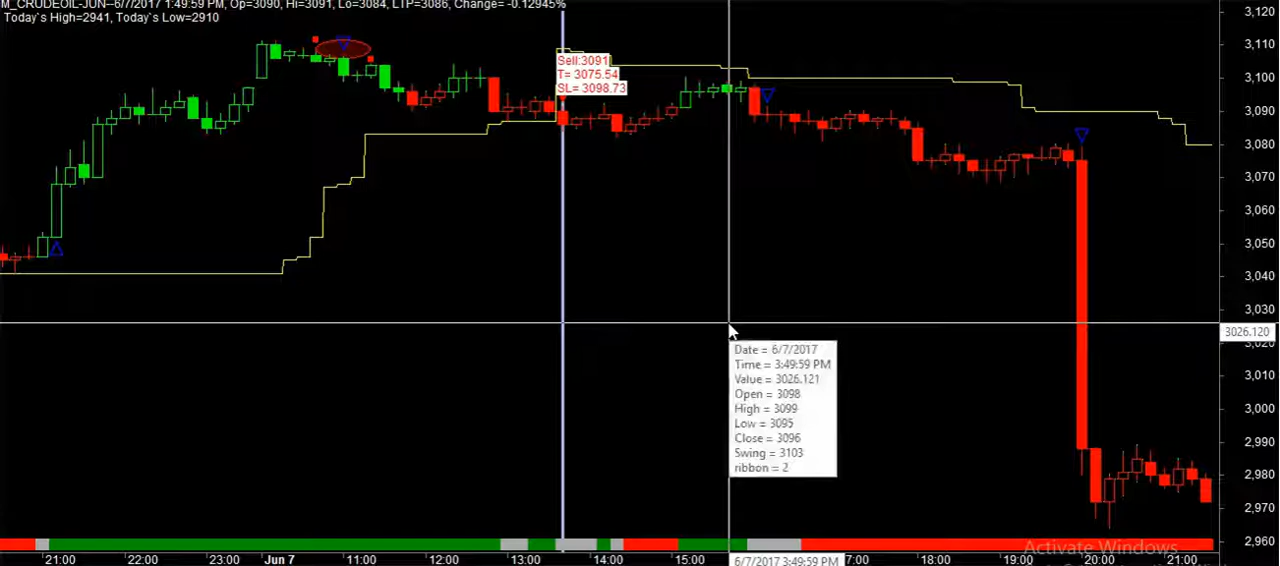 M_CRUDEOIL-JUN--6/7/2017 1:49:59 PM, Op=3090, Hi=3091, Lo=3084, LTP=3086, Change= -0.12945%
Today`s High=2941, Today`s Low=2910
Sell:3091
T= 3075.54
SL= 3098.73
3,120
3,110
3,100
3,090
3,080
3,070
3,060
3,050
3,040
3,030
3026.120
3,020
3,010
3,000
2,990
2,980
2,970
2,960
Date = 6/7/2017
Time = 3:49:59 PM
Value = 3026.121
Open = 3098
High = 3099
Low = 3095
Close = 3096
Swing = 3103
ribbon = 2
Activate Windows
21:00 22:00 23:00 Jun 7 11:00 12:00 13:00 14:00 15:00 6/7/2017 3:49:59 PM 7:00 18:00 19:00 20:00 21:00